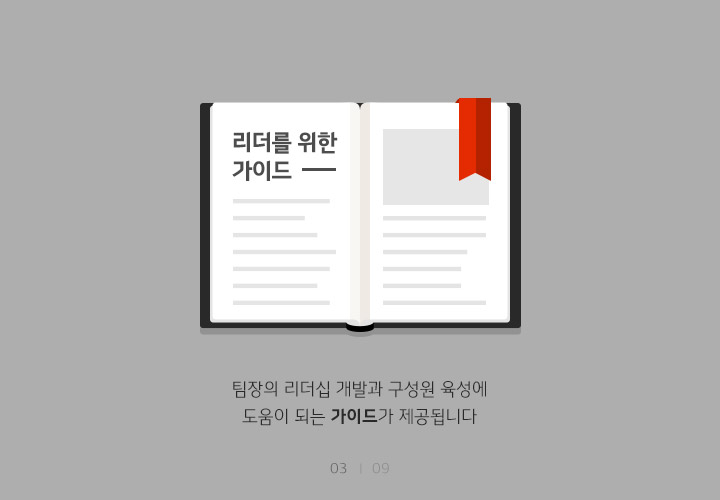 리더를 위한
가이드
팀장의 리더십 개발과 구성원 육성에
도움이 되는 가이드가 제공됩니다
03 | 09